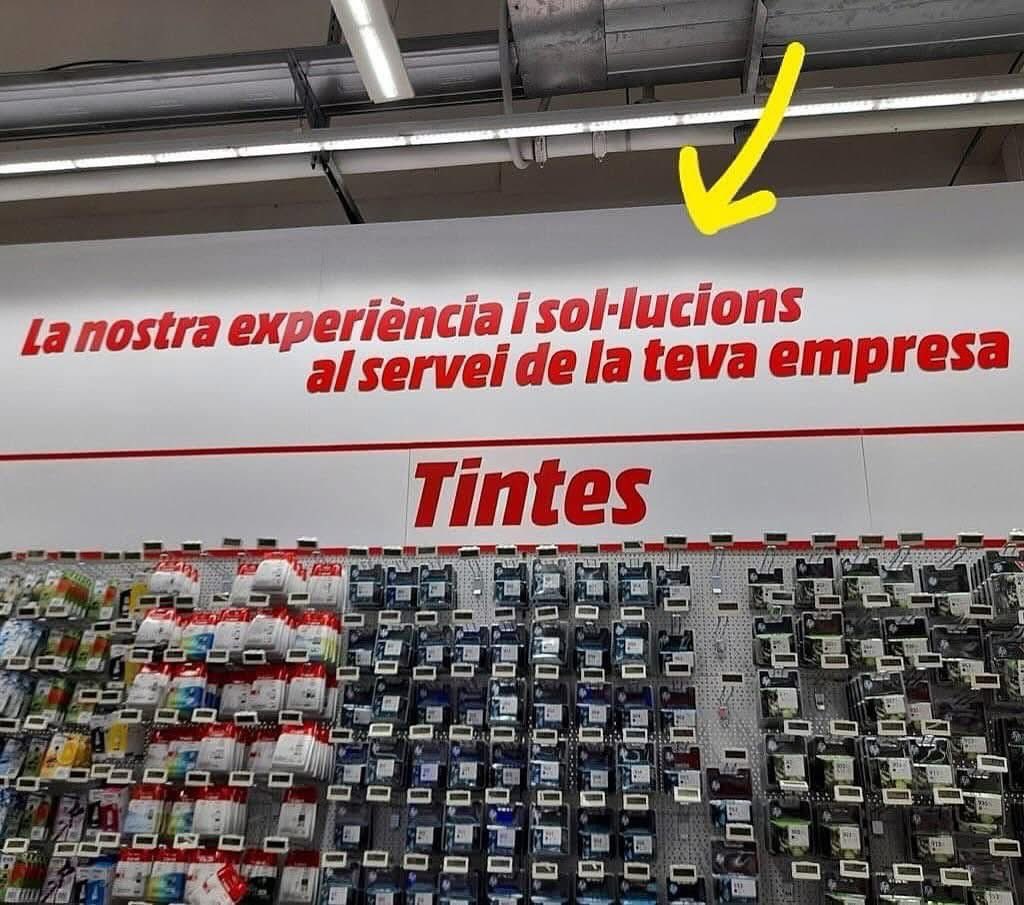 La nostra experiència i sol·lucions
al servei de la teva empresa
Tintes